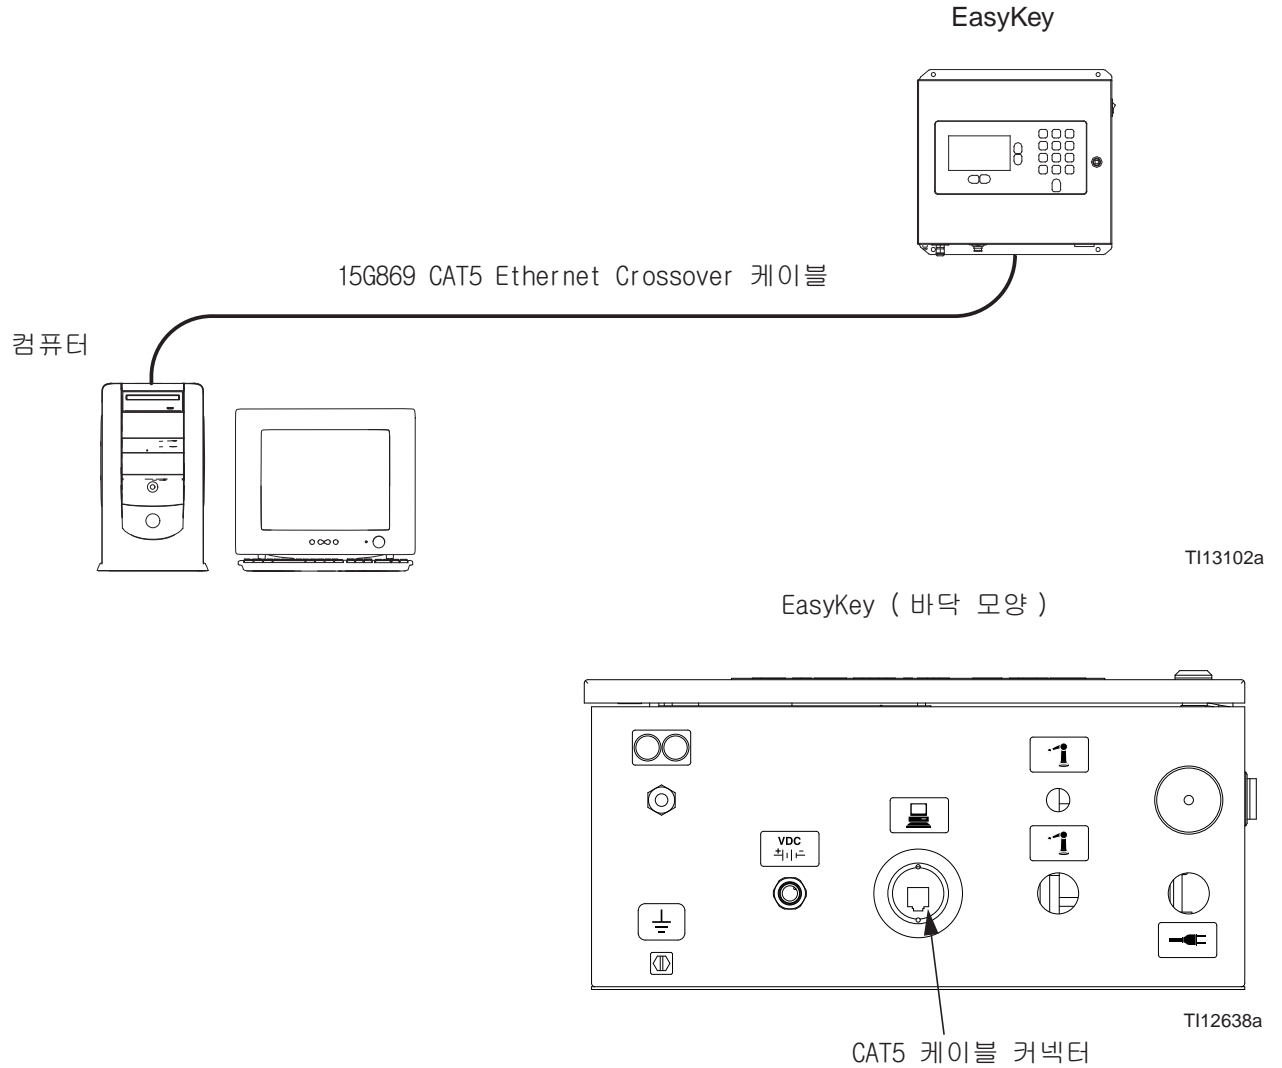 EasyKey
15G869 CAT5 Ethernet Crossover 케이블
컴퓨터
TI13102a
EasyKey ( 바닥 모양 )
VDC
TI12638a
CAT5 케이블 커넥터